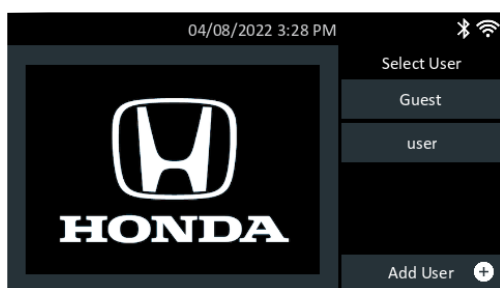 04/08/2022 3:28 PM
Select User
Guest
user
HONDA
Add User